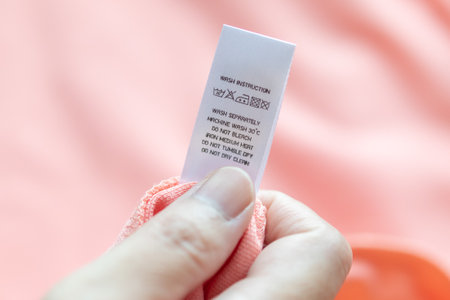 WASH INSTRUCTION
WASH SEPARATELY
MACHINE WASH 30°C
DO NOT BLEACH
IRON MEDIUM HEAT
DO NOT TUMBLE DRY
DO NOT DRY CLEAN